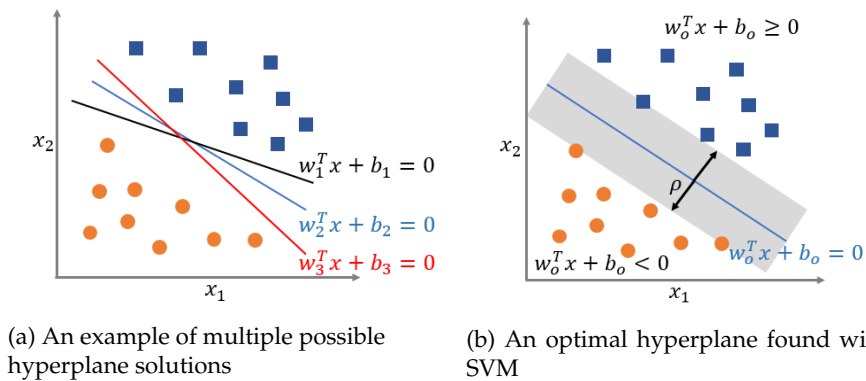 x₂
w₁ᵀx + b₁ = 0
w₂ᵀx + b₂ = 0
w₃ᵀx + b₃ = 0
x₁
(a) An example of multiple possible
hyperplane solutions
wₒᵀx + bₒ ≥ 0
x₂
ρ
wₒᵀx + bₒ < 0
wₒᵀx + bₒ = 0
x₁
(b) An optimal hyperplane found wi
SVM